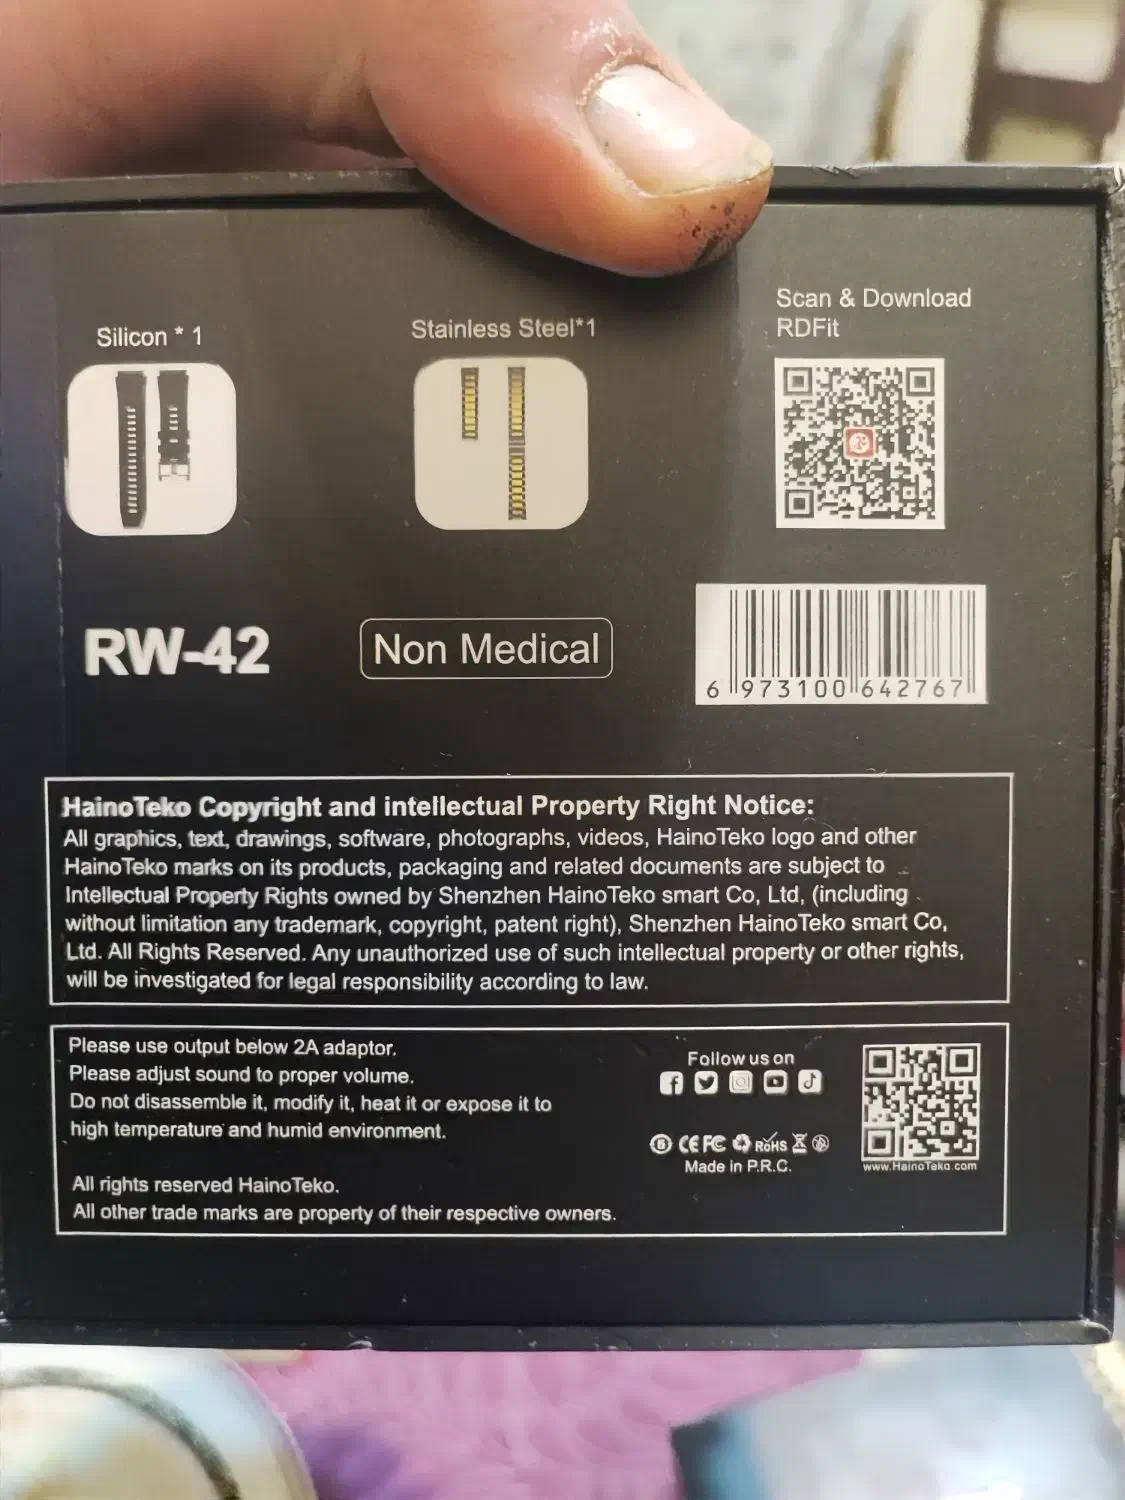 Silicon * 1
Stainless Steel*1
Scan & Download
RDFit
RW-42
Non Medical
6 973100 642767
HainoTeko Copyright and intellectual Property Right Notice:
All graphics, text, drawings, software, photographs, videos, HainoTeko logo and other
HainoTeko marks on its products, packaging and related documents are subject to
Intellectual Property Rights owned by Shenzhen HainoTeko smart Co, Ltd, (including
without limitation any trademark, copyright, patent right), Shenzhen HainoTeko smart Co,
Ltd. All Rights Reserved. Any unauthorized use of such intellectual property or other rights,
will be investigated for legal responsibility according to law.
Please use output below 2A adaptor.
Please adjust sound to proper volume.
Do not disassemble it, modify it, heat it or expose it to
high temperature and humid environment.
All rights reserved HainoTeko.
All other trade marks are property of their respective owners.
Follow us on
CE FC RoHS
Made in P.R.C.
www.HainoTeko.com